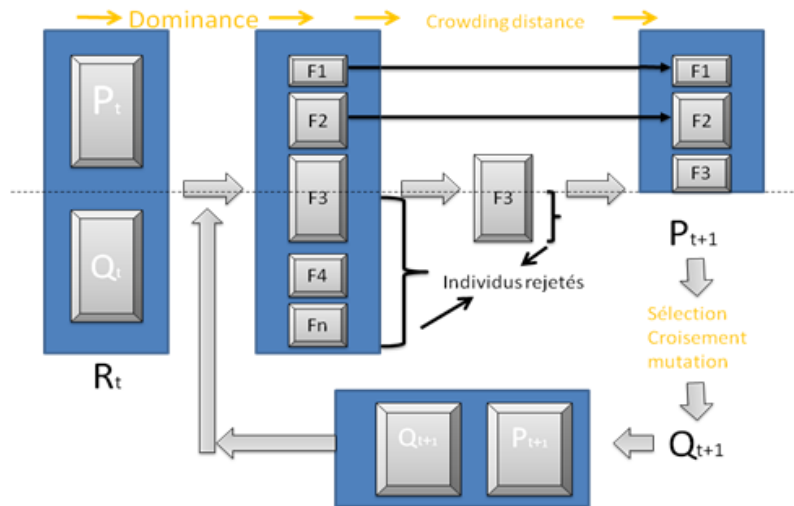 Dominance
Crowding distance
Pt
Qt
Rt
F1
F2
F3
F4
Fn
F3
Individus rejetés
F1
F2
F3
Pt+1
Sélection
Croisement
mutation
Qt+1
Qt+1
Pt+1